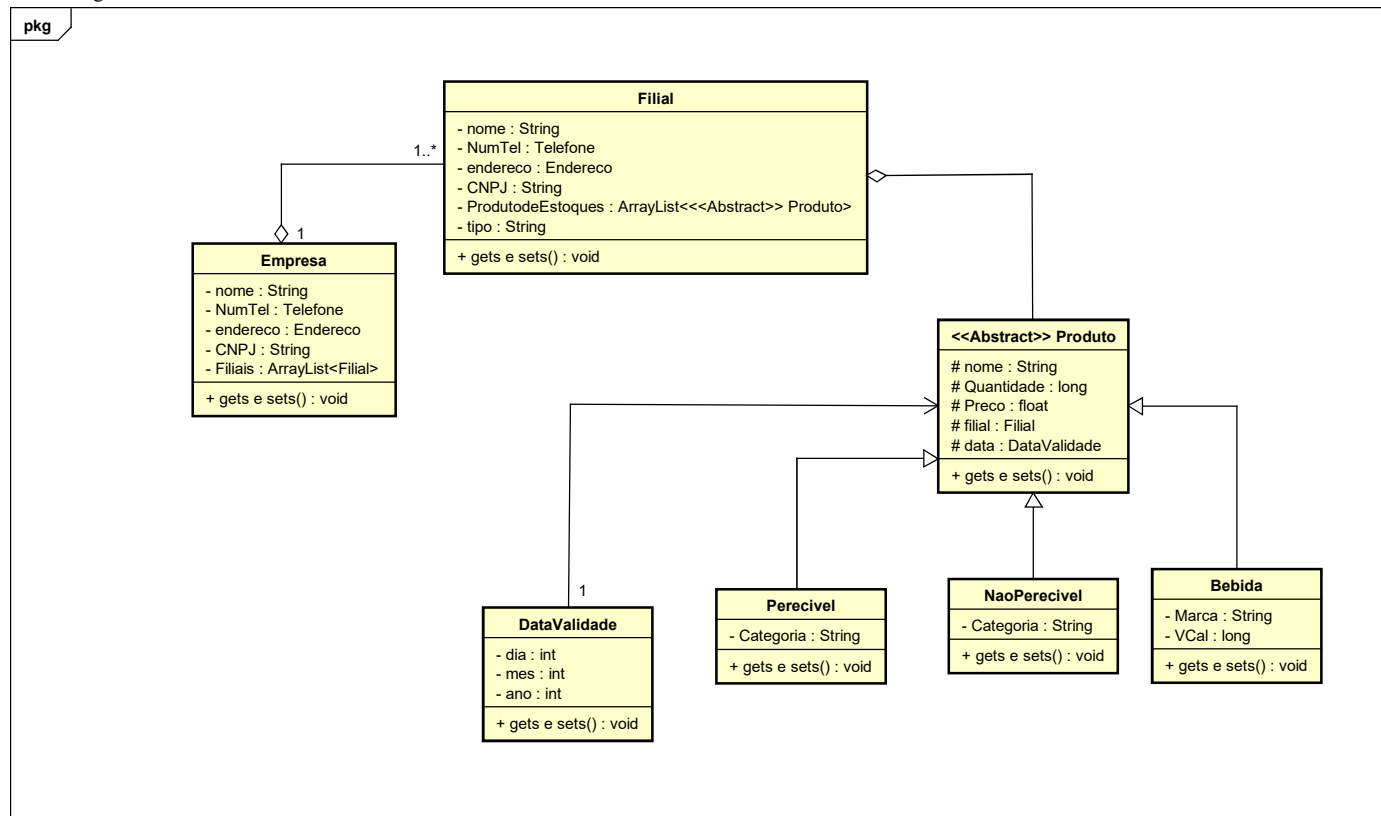 pkg
Filial
- nome : String
- NumTel : Telefone
- endereco : Endereco
- CNPJ : String
- ProdutodeEstoques : ArrayList<<<Abstract>> Produto>
- tipo : String
+ gets e sets() : void
1..*
1
Empresa
- nome : String
- NumTel : Telefone
- endereco : Endereco
- CNPJ : String
- Filiais : ArrayList<Filial>
+ gets e sets() : void
<<Abstract>> Produto
# nome : String
# Quantidade : long
# Preco : float
# filial : Filial
# data : DataValidade
+ gets e sets() : void
1
DataValidade
- dia : int
- mes : int
- ano : int
+ gets e sets() : void
Perecivel
- Categoria : String
+ gets e sets() : void
NaoPerecivel
- Categoria : String
+ gets e sets() : void
Bebida
- Marca : String
- VCal : long
+ gets e sets() : void